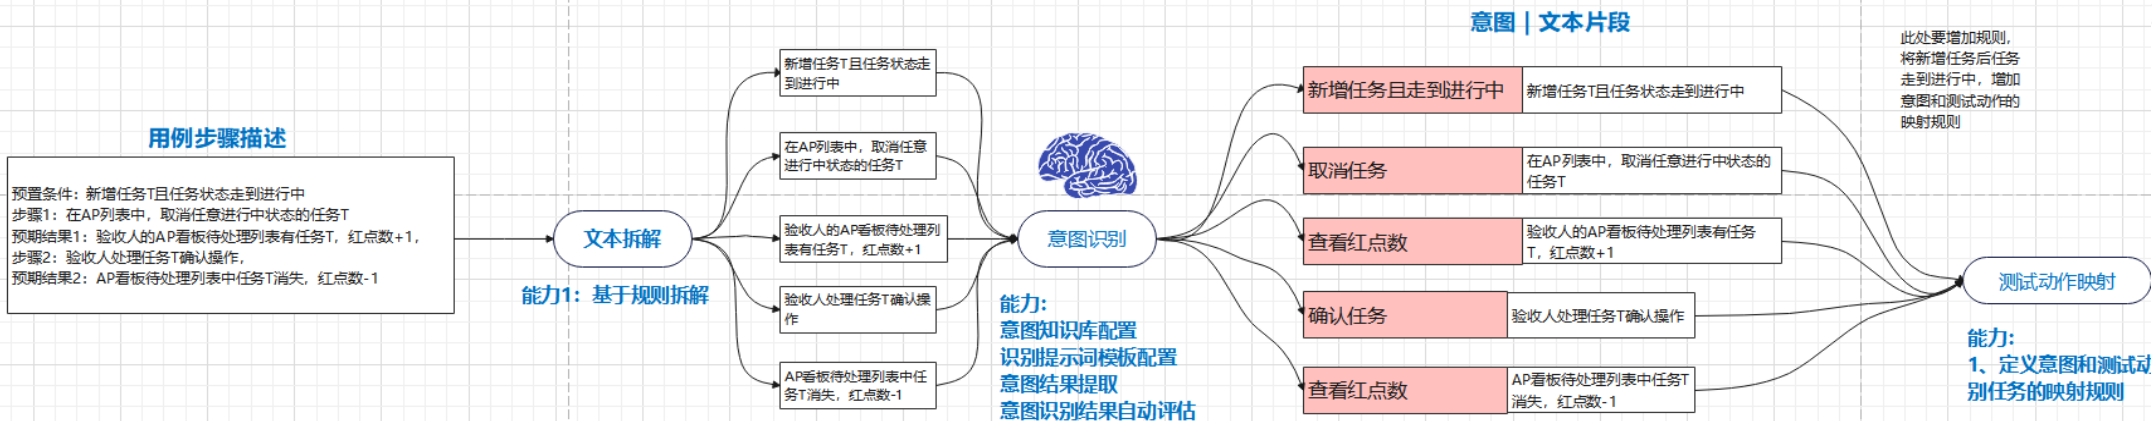 用例步骤描述
预置条件：新增任务T且任务状态走到进行中
步骤1：在AP列表中，取消任意进行中状态的任务T
预期结果1：验收人的AP看板待处理列表有任务T，红点数+1，
步骤2：验收人处理任务T确认操作，
预期结果2：AP看板待处理列表中任务T消失，红点数-1
文本拆解
能力1：基于规则拆解
新增任务T且任务状态走
到进行中
在AP列表中，取消任意
进行中状态的任务T
验收人的AP看板待处理列
表有任务T，红点数+1
验收人处理任务T确认操
作
AP看板待处理列表中任
务T消失，红点数-1
意图识别
能力：
意图知识库配置
识别提示词模板配置
意图结果提取
意图识别结果自动评估
意图 | 文本片段
新增任务且走到进行中
新增任务T且任务状态走到进行中
取消任务
在AP列表中，取消任意进行中状态的
任务T
查看红点数
验收人的AP看板待处理列表有任务
T，红点数+1
确认任务
验收人处理任务T确认操作
查看红点数
AP看板待处理列表中任务T
消失，红点数-1
此处要增加规则，
将新增任务后任务
走到进行中，增加
意图和测试动作的
映射规则
测试动作映射
能力：
1、定义意图和测试动
别任务的映射规则